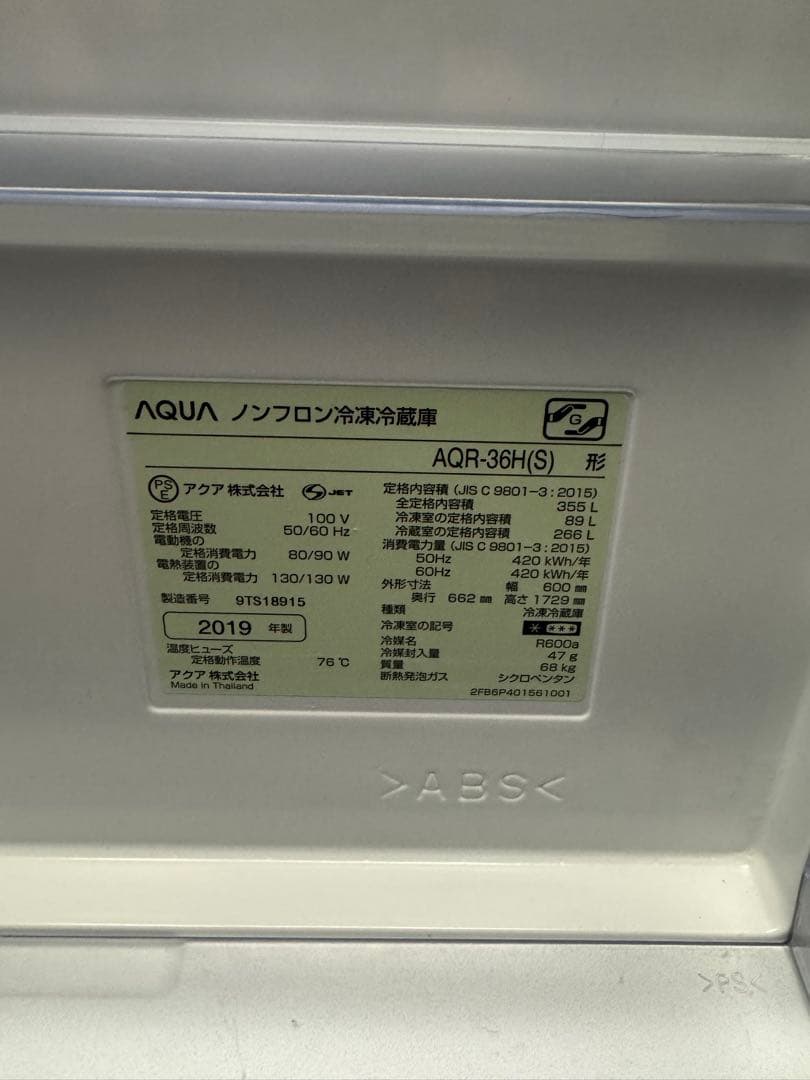 AQUA ノンフロン冷凍冷蔵庫
G
AQR-36H(S) 形
PSE アクア 株式会社 S JET
定格電圧 100 V
定格周波数 50/60 Hz
電動機の
定格消費電力 80/90 W
電熱装置の
定格消費電力 130/130 W
製造番号 9TS18915
2019 年製
温度ヒューズ
定格動作温度 76 ℃
アクア 株式会社
Made in Thailand
定格内容積 (JIS C 9801-3 : 2015)
全定格内容積 355 L
冷凍室の定格内容積 89 L
冷蔵室の定格内容積 266 L
消費電力量 (JIS C 9801-3 : 2015)
50Hz 420 kWh/年
60Hz 420 kWh/年
外形寸法 幅 600 ㎜
奥行 662 ㎜ 高さ 1729 ㎜
種類 冷凍冷蔵庫
冷凍室の記号 * ***
冷媒名 R600a
冷媒封入量 47 g
質量 68 kg
断熱発泡ガス シクロペンタン
2FB6P401561001
>ABS<
>PS<